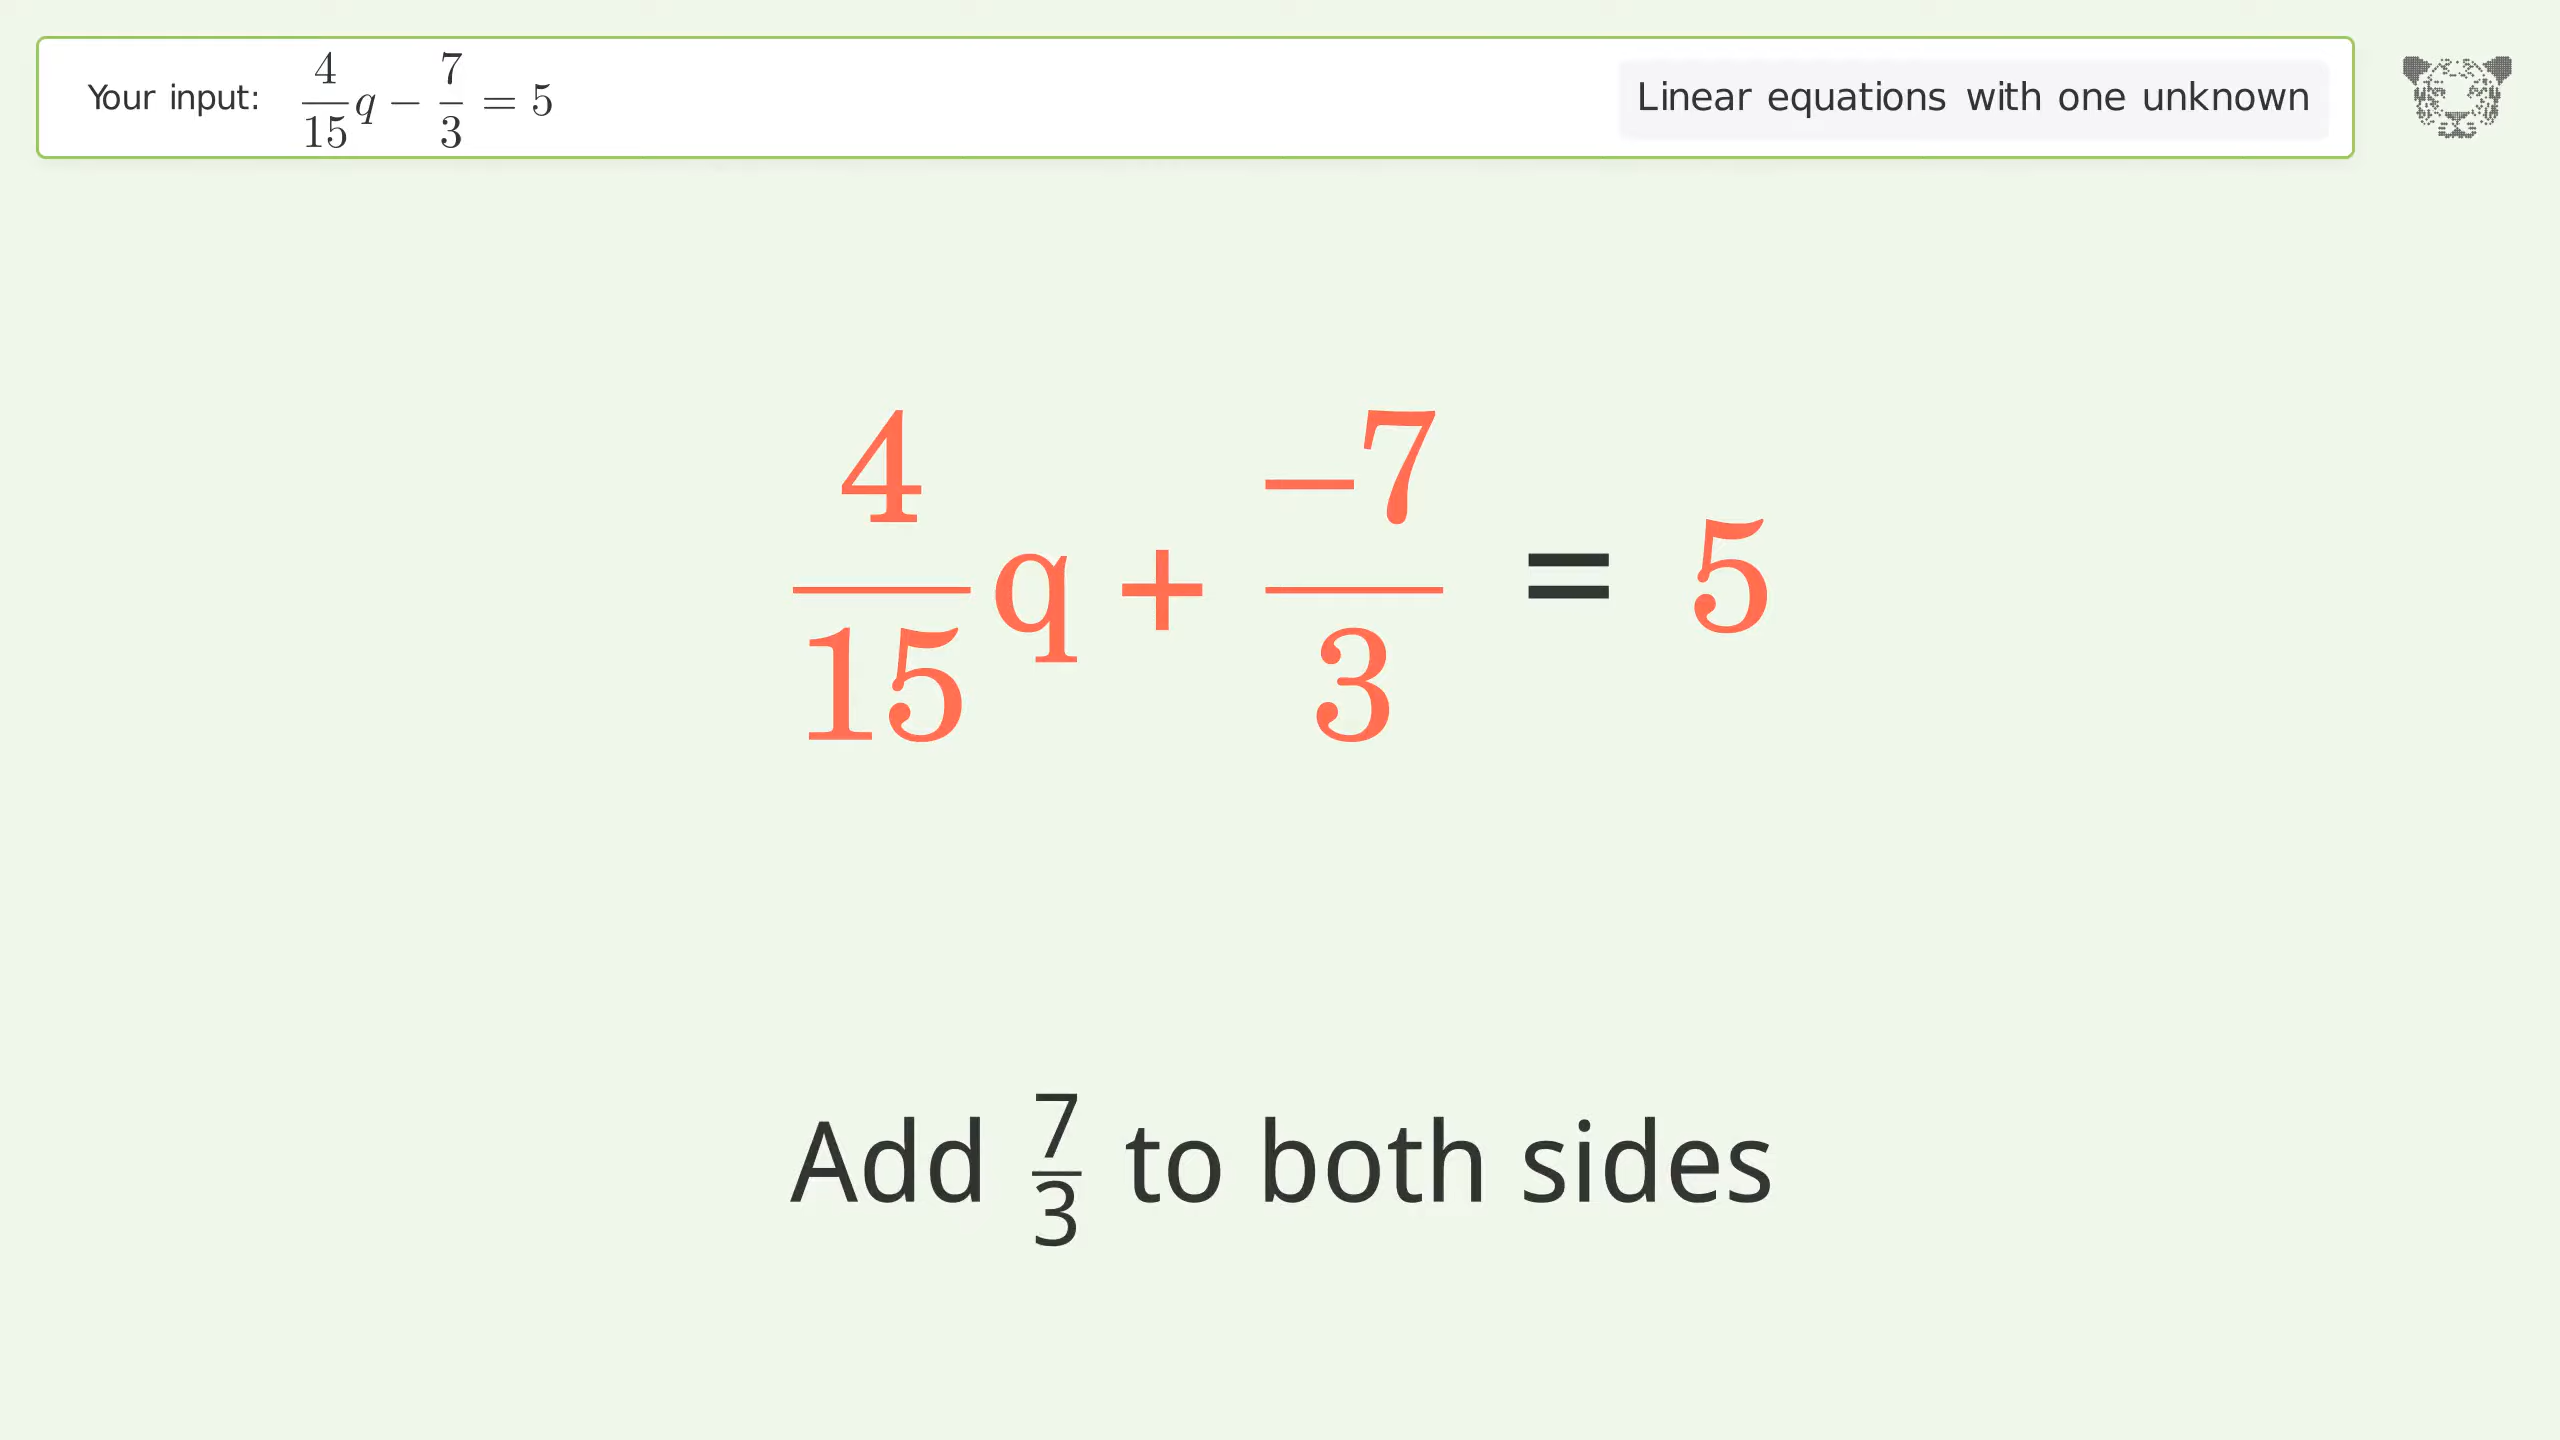 Your input: 4/15 q − 7/3 = 5
Linear equations with one unknown
4/15 q + −7/3 = 5
Add 7/3 to both sides